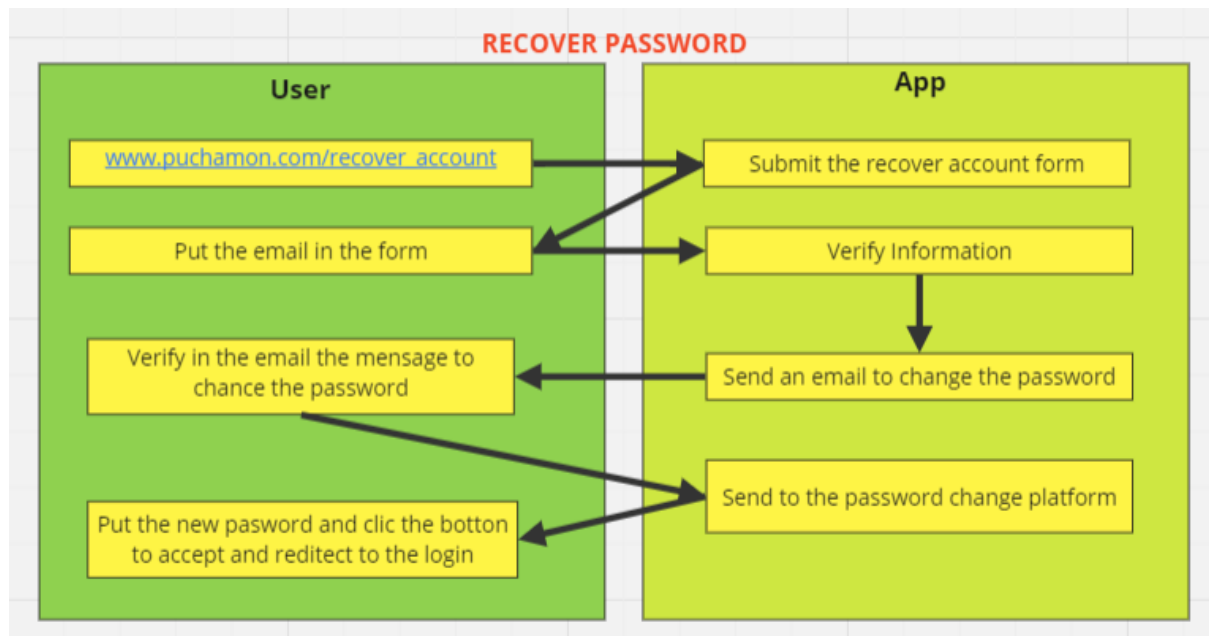 RECOVER PASSWORD
User
App
www.puchamon.com/recover_account
Submit the recover account form
Put the email in the form
Verify Information
Verify in the email the mensage to
chance the password
Send an email to change the password
Send to the password change platform
Put the new pasword and clic the botton
to accept and reditect to the login